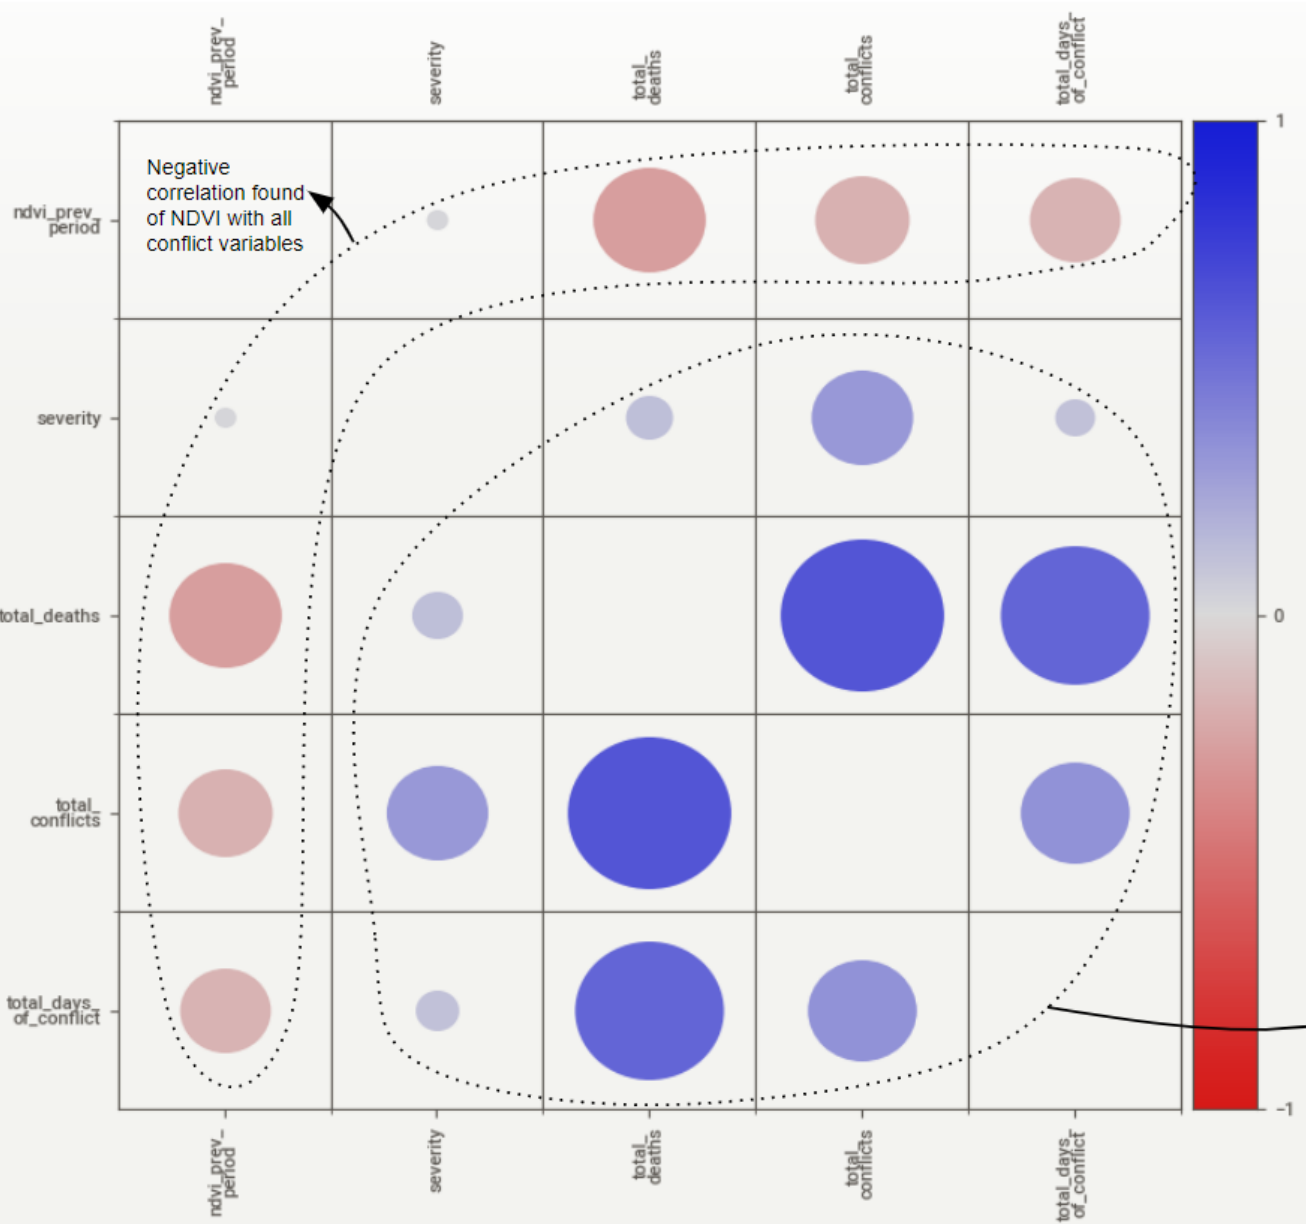 ndvi_prev_
period
severity
total_
deaths
total_
conflicts
total_days_
of_conflict
Negative
correlation found
of NDVI with all
conflict variables
ndvi_prev_
period
severity
total_deaths
total_
conflicts
total_days_
of_conflict
1
0
-1
ndvi_prev_
period
severity
total_
deaths
total_
conflicts
total_days_
of_conflict